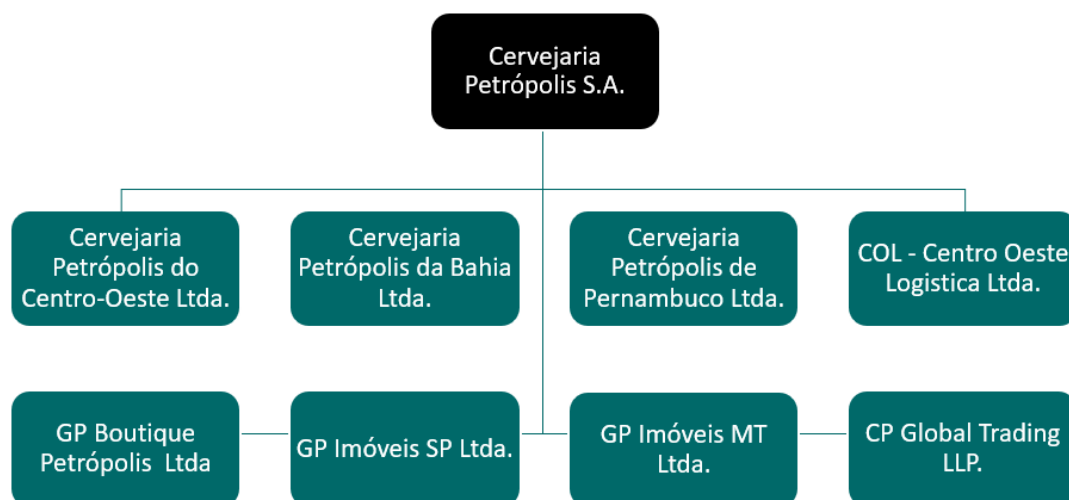 Cervejaria
Petrópolis S.A.
Cervejaria
Petrópolis do
Centro-Oeste Ltda.
Cervejaria
Petrópolis da Bahia
Ltda.
Cervejaria
Petrópolis de
Pernambuco Ltda.
COL - Centro Oeste
Logistica Ltda.
GP Boutique
Petrópolis Ltda
GP Imóveis SP Ltda.
GP Imóveis MT
Ltda.
CP Global Trading
LLP.